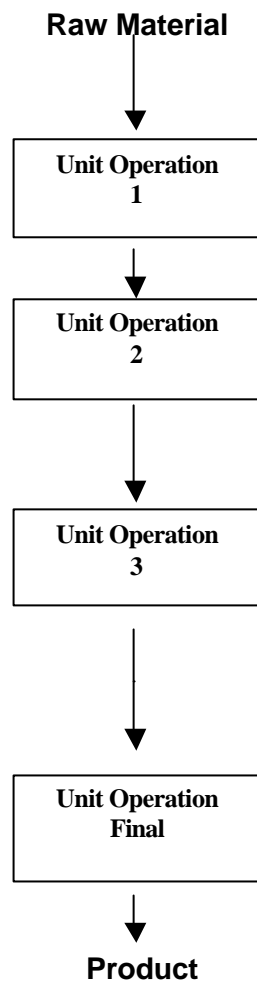 Raw Material
Unit Operation
1
Unit Operation
2
Unit Operation
3
Unit Operation
Final
Product